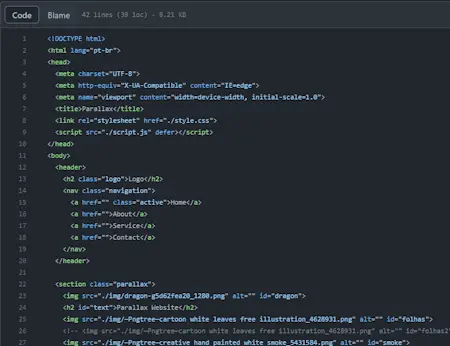 Code Blame 42 lines (39 loc) · 8.21 KB
1 <!DOCTYPE html>
2 <html lang="pt-br">
3 <head>
4 <meta charset="UTF-8">
5 <meta http-equiv="X-UA-Compatible" content="IE=edge">
6 <meta name="viewport" content="width=device-width, initial-scale=1.0">
7 <title>Parallax</title>
8 <link rel="stylesheet" href="./style.css">
9 <script src="./script.js" defer></script>
10 </head>
11 <body>
12 <header>
13 <h2 class="logo">Logo</h2>
14 <nav class="navigation">
15 <a href="" class="active">Home</a>
16 <a href="">About</a>
17 <a href="">Service</a>
18 <a href="">Contact</a>
19 </nav>
20 </header>
21
22 <section class="parallax">
23 <img src="./img/dragon-g5d62fea20_1280.png" alt="" id="dragon">
24 <h2 id="text">Parallax Website</h2>
25 <img src="./img/—Pngtree—cartoon white leaves free illustration_4628931.png" alt="" id="folhas">
26 <!-- <img src="./img/—Pngtree—cartoon white leaves free illustration_4628931.png" alt="" id="folhas2"
27 <img src="./img/—Pngtree—creative hand painted white smoke_5431584.png" alt="" id="smoke">